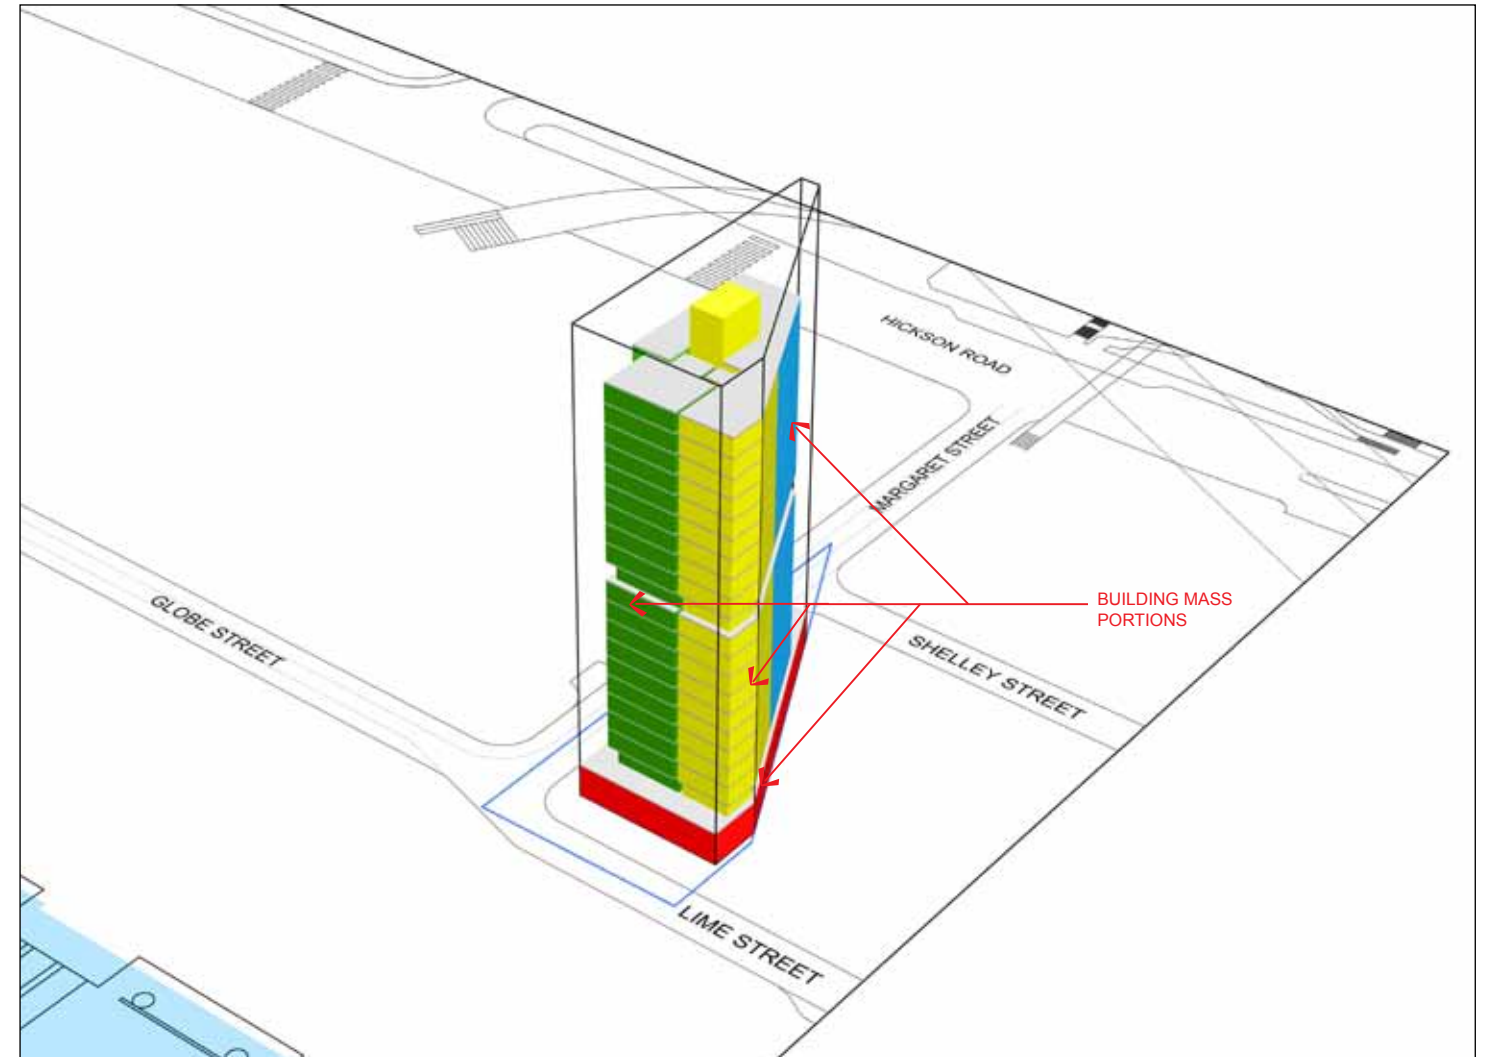 HICKSON ROAD
MARGARET STREET
BUILDING MASS
PORTIONS
GLOBE STREET
SHELLEY STREET
LIME STREET